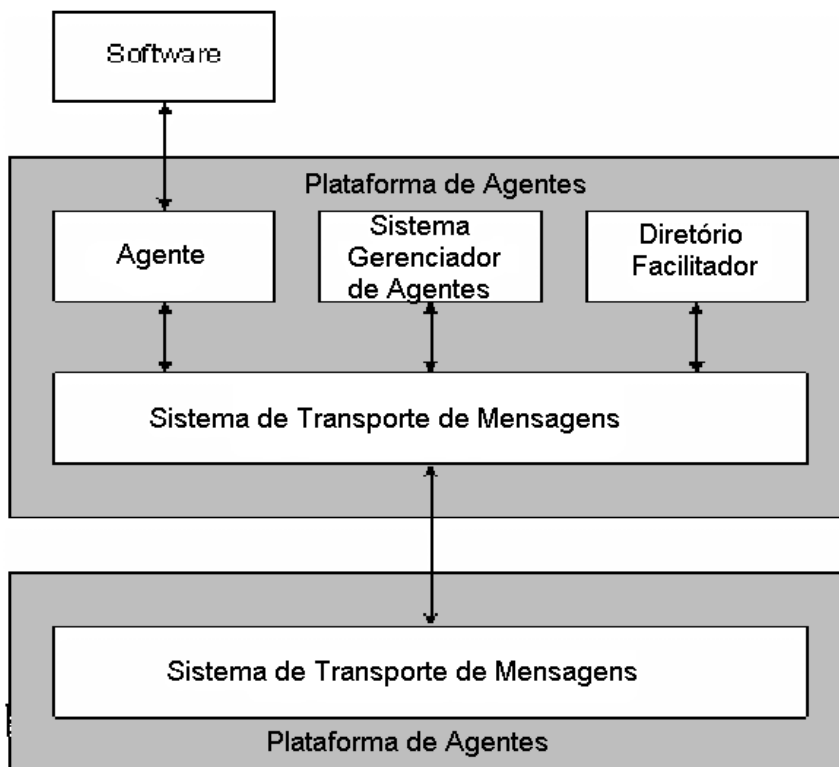 Software
Plataforma de Agentes
Agente
Sistema
Gerenciador
de Agentes
Diretório
Facilitador
Sistema de Transporte de Mensagens
Sistema de Transporte de Mensagens
Plataforma de Agentes